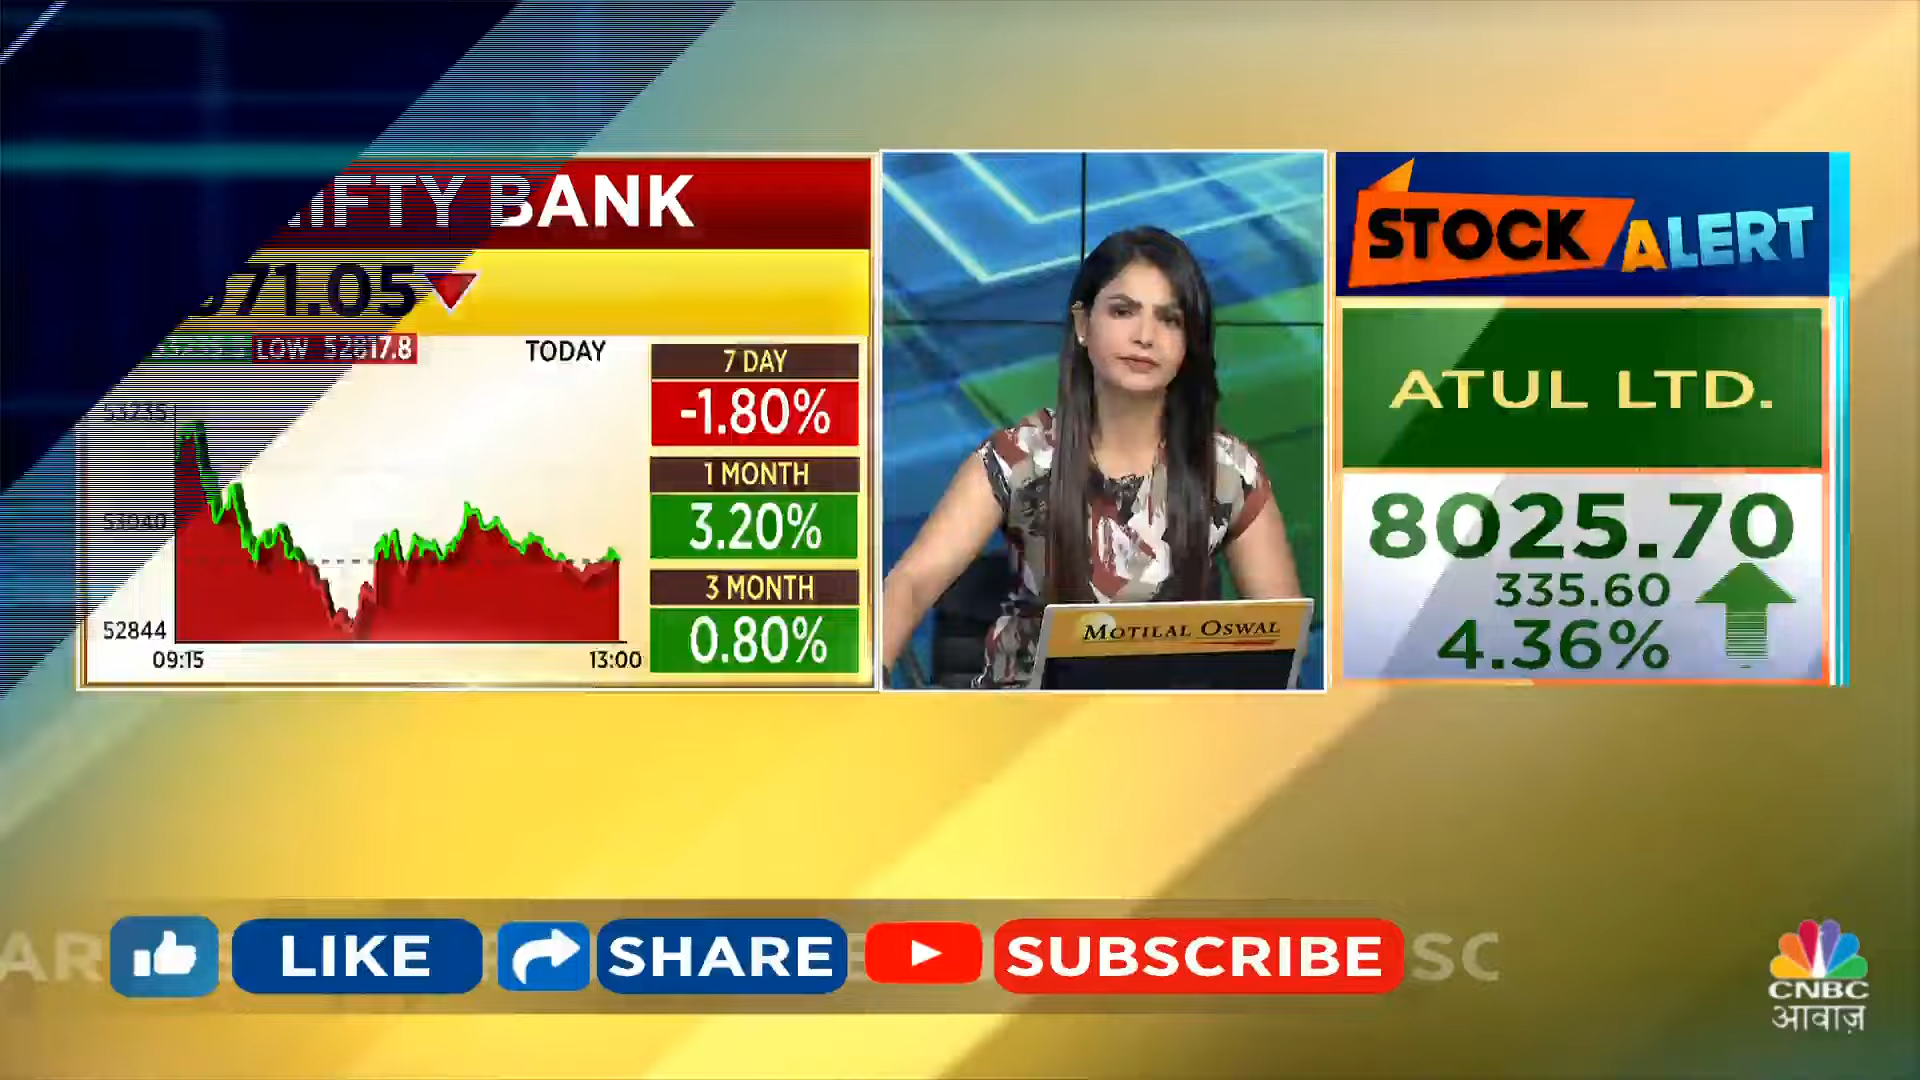 NIFTY BANK
971.05
LOW 52817.8
TODAY
53235
53040
52844
09:15
13:00
7 DAY
-1.80%
1 MONTH
3.20%
3 MONTH
0.80%
MOTILAL OSWAL
STOCK ALERT
ATUL LTD.
8025.70
335.60
4.36%
LIKE
SHARE
SUBSCRIBE
CNBC
आवाज़